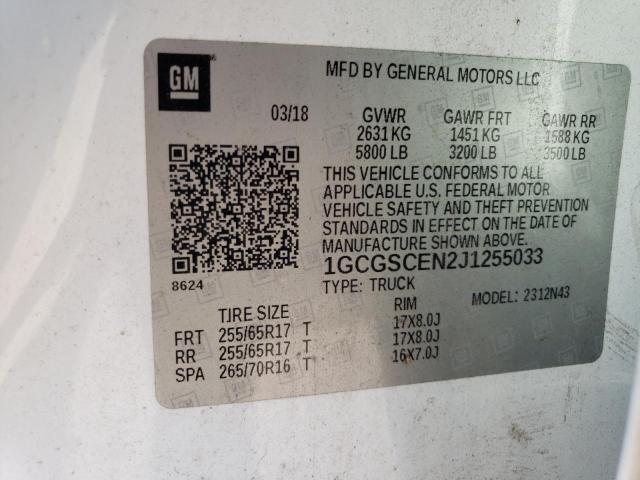 GM
MFD BY GENERAL MOTORS LLC
03/18 GVWR GAWR FRT GAWR RR
2631 KG 1451 KG 1588 KG
5800 LB 3200 LB 3500 LB
THIS VEHICLE CONFORMS TO ALL
APPLICABLE U.S. FEDERAL MOTOR
VEHICLE SAFETY AND THEFT PREVENTION
STANDARDS IN EFFECT ON THE DATE OF
MANUFACTURE SHOWN ABOVE.
1GCGSCEN2J1255033
8624
TYPE: TRUCK MODEL: 2312N43
TIRE SIZE RIM
FRT 255/65R17 T 17X8.0J
RR 255/65R17 T 17X8.0J
SPA 265/70R16 T 16X7.0J